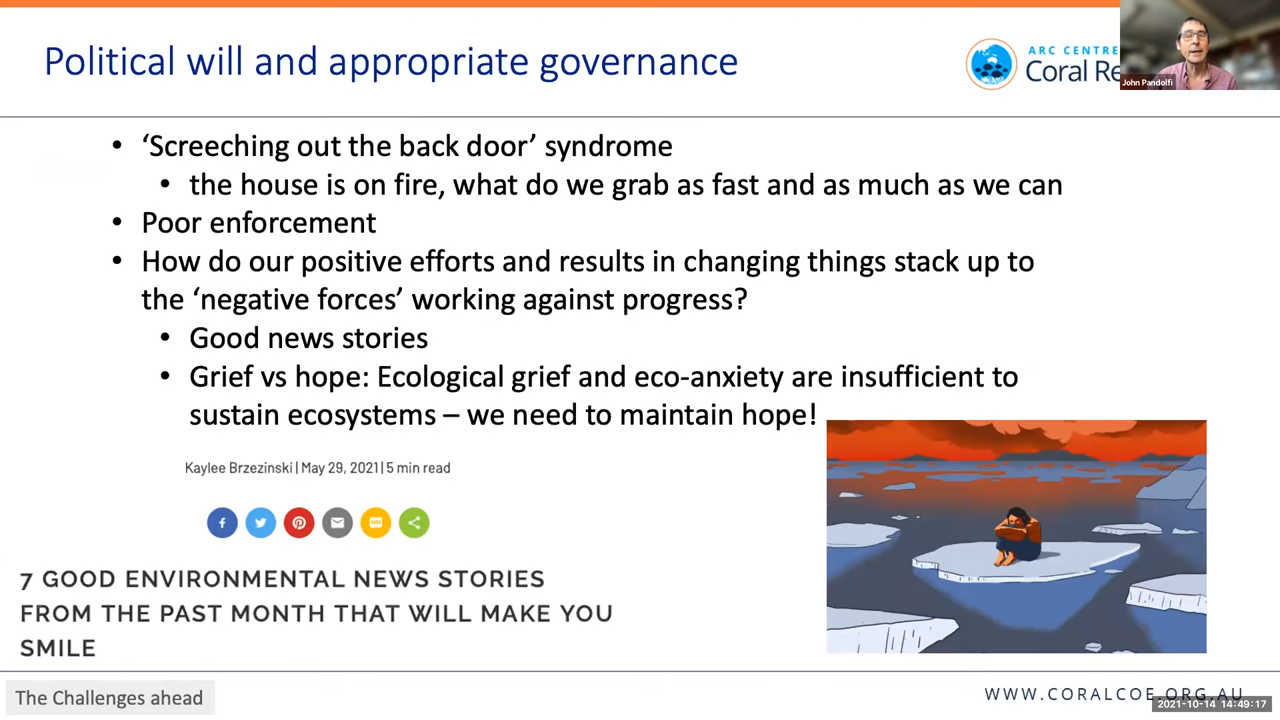 Political will and appropriate governance
ARC CENTRE
Coral Re
John Pandolfi
• ‘Screeching out the back door’ syndrome
• the house is on fire, what do we grab as fast and as much as we can
• Poor enforcement
• How do our positive efforts and results in changing things stack up to
the ‘negative forces’ working against progress?
• Good news stories
• Grief vs hope: Ecological grief and eco-anxiety are insufficient to
sustain ecosystems – we need to maintain hope!
Kaylee Brzezinski | May 29, 2021 | 5 min read
7 GOOD ENVIRONMENTAL NEWS STORIES
FROM THE PAST MONTH THAT WILL MAKE YOU
SMILE
The Challenges ahead
WWW.CORALCOE.ORG.AU
2021-10-14 14:49:17